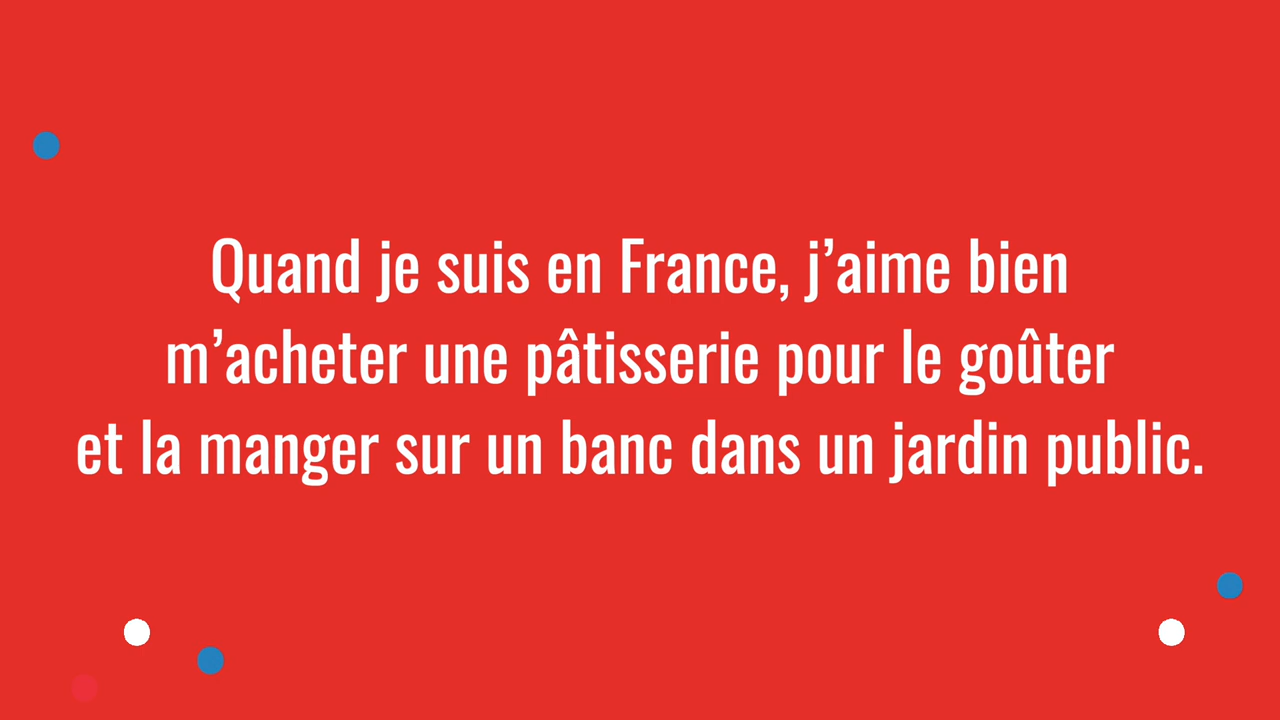 Quand je suis en France, j’aime bien
m’acheter une pâtisserie pour le goûter
et la manger sur un banc dans un jardin public.